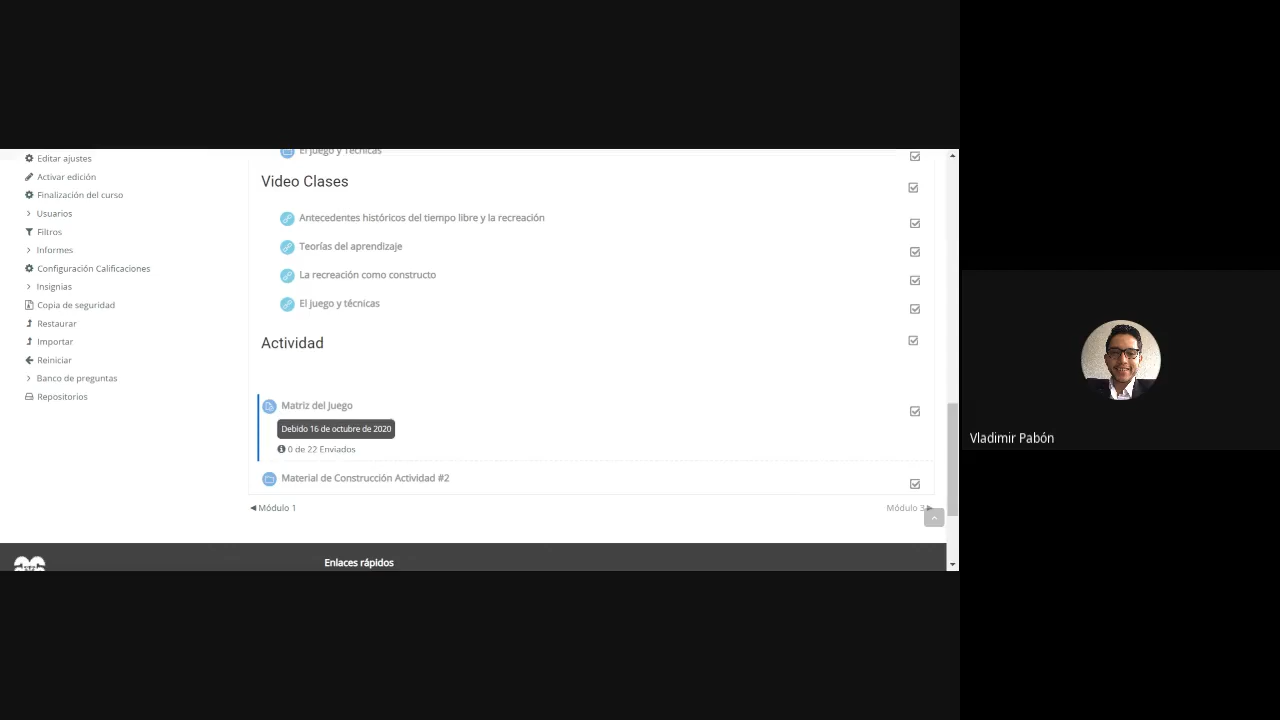 Editar ajustes
Activar edición
Finalización del curso
Usuarios
Filtros
Informes
Configuración Calificaciones
Insignias
Copia de seguridad
Restaurar
Importar
Reiniciar
Banco de preguntas
Repositorios
El juego y Técnicas
Video Clases
Antecedentes históricos del tiempo libre y la recreación
Teorías del aprendizaje
La recreación como constructo
El juego y técnicas
Actividad
Matriz del Juego
Debido 16 de octubre de 2020
0 de 22 Enviados
Material de Construcción Actividad #2
◀ Módulo 1
Módulo 3 ▶
Enlaces rápidos
Vladimir Pabón